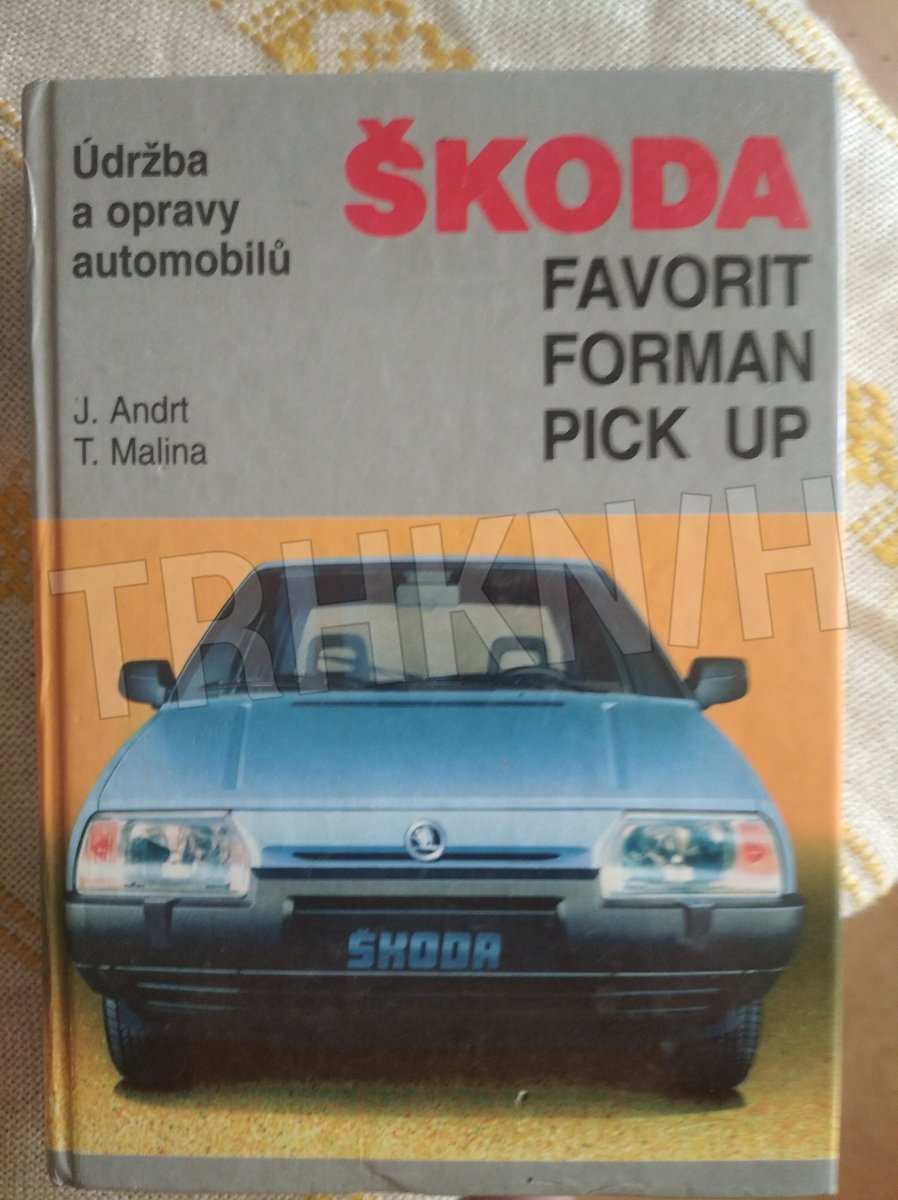 Údržba
a opravy
automobilů
ŠKODA
FAVORIT
FORMAN
PICK UP
J. Andrt
T. Malina
TRHKNIH
ŠKODA